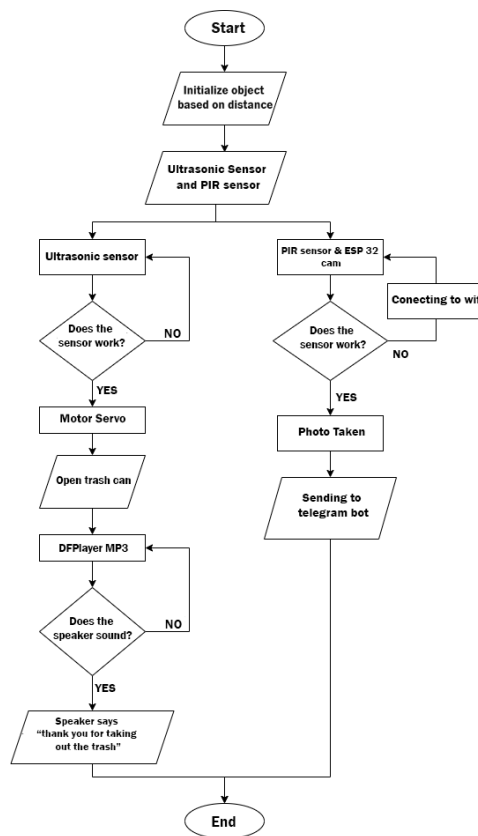 Start
Initialize object
based on distance
Ultrasonic Sensor
and PIR sensor
Ultrasonic sensor
Does the
sensor work?
NO
YES
Motor Servo
Open trash can
DFPlayer MP3
Does the
speaker sound?
NO
YES
Speaker says
“thank you for taking
out the trash”
PIR sensor & ESP 32
cam
Conecting to wif
Does the
sensor work?
NO
YES
Photo Taken
Sending to
telegram bot
End